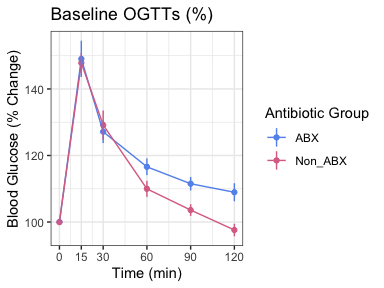 Baseline OGTTs (%)
Blood Glucose (% Change)
140
120
100
0 15 30 60 90 120
Time (min)
Antibiotic Group
ABX
Non_ABX